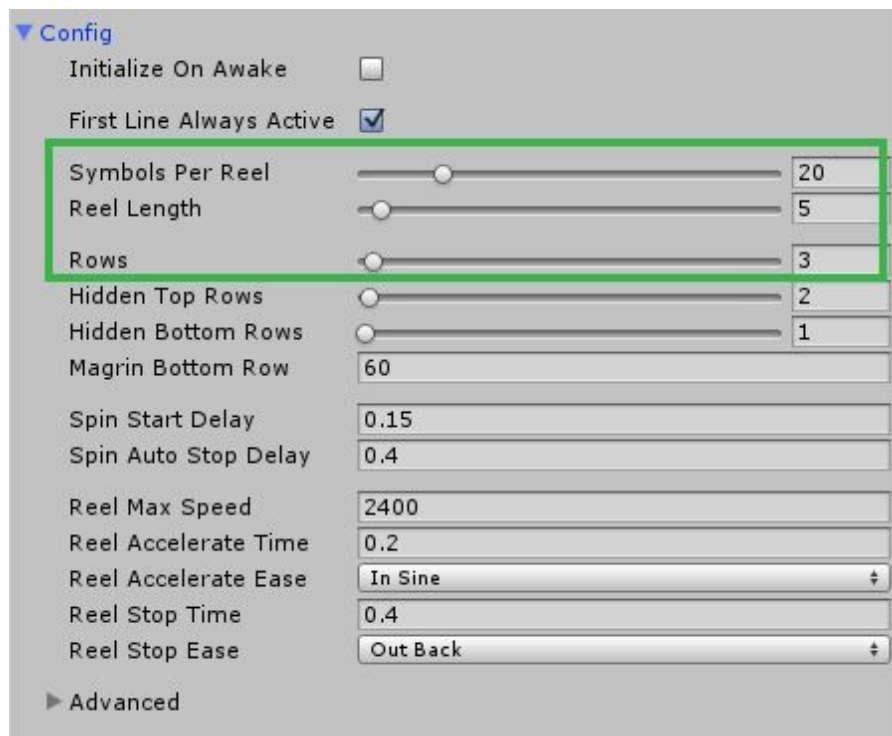 Config
Initialize On Awake
First Line Always Active
Symbols Per Reel 20
Reel Length 5
Rows 3
Hidden Top Rows 2
Hidden Bottom Rows 1
Magrin Bottom Row 60
Spin Start Delay 0.15
Spin Auto Stop Delay 0.4
Reel Max Speed 2400
Reel Accelerate Time 0.2
Reel Accelerate Ease In Sine
Reel Stop Time 0.4
Reel Stop Ease Out Back
Advanced